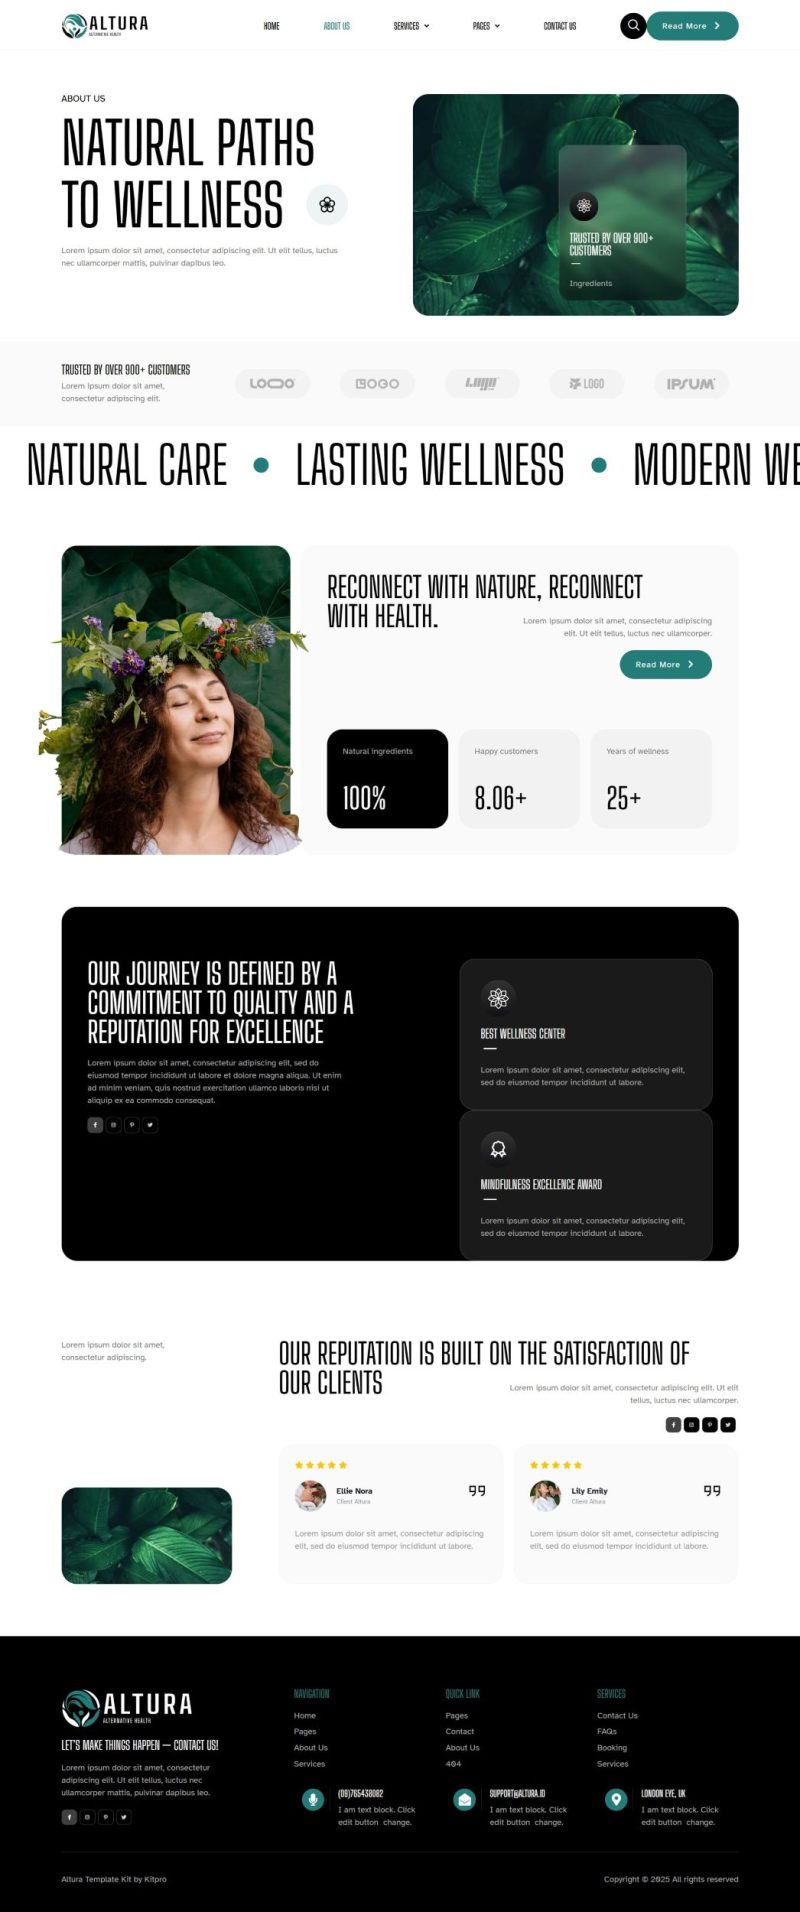 ALTURA
ALTERNATIVE HEALTH
HOME
ABOUT US
SERVICES
PAGES
CONTACT US
Read More
ABOUT US
NATURAL PATHS
TO WELLNESS
Lorem ipsum dolor sit amet, consectetur adipiscing elit. Ut elit tellus, luctus
nec ullamcorper mattis, pulvinar dapibus leo.
TRUSTED BY OVER 900+
CUSTOMERS
Ingredients
TRUSTED BY OVER 900+ CUSTOMERS
Lorem ipsum dolor sit amet,
consectetur adipiscing elit.
LOGO
LOGO
LOGO
IPSUM
NATURAL CARE
LASTING WELLNESS
MODERN WE
RECONNECT WITH NATURE, RECONNECT
WITH HEALTH.
Lorem ipsum dolor sit amet, consectetur adipiscing
elit. Ut elit tellus, luctus nec ullamcorper.
Read More
Natural ingredients
100%
Happy customers
8.06+
Years of wellness
25+
OUR JOURNEY IS DEFINED BY A
COMMITMENT TO QUALITY AND A
REPUTATION FOR EXCELLENCE
Lorem ipsum dolor sit amet, consectetur adipiscing elit, sed do
eiusmod tempor incididunt ut labore et dolore magna aliqua. Ut enim
ad minim veniam, quis nostrud exercitation ullamco laboris nisi ut
aliquip ex ea commodo consequat.
BEST WELLNESS CENTER
Lorem ipsum dolor sit amet, consectetur adipiscing elit,
sed do eiusmod tempor incididunt ut labore.
MINDFULNESS EXCELLENCE AWARD
Lorem ipsum dolor sit amet, consectetur adipiscing elit,
sed do eiusmod tempor incididunt ut labore.
Lorem ipsum dolor sit amet,
consectetur adipiscing.
OUR REPUTATION IS BUILT ON THE SATISFACTION OF
OUR CLIENTS
Lorem ipsum dolor sit amet, consectetur adipiscing elit. Ut elit
tellus, luctus nec ullamcorper.
Ellie Nora
Client Altura
Lorem ipsum dolor sit amet, consectetur adipiscing
elit, sed do eiusmod tempor incididunt ut labore.
Lily Emily
Client Altura
Lorem ipsum dolor sit amet, consectetur adipiscing
elit, sed do eiusmod tempor incididunt ut labore.
ALTURA
ALTERNATIVE HEALTH
LET'S MAKE THINGS HAPPEN — CONTACT US!
Lorem ipsum dolor sit amet, consectetur
adipiscing elit. Ut elit tellus, luctus nec
ullamcorper mattis, pulvinar dapibus leo.
NAVIGATION
Home
Pages
About Us
Services
QUICK LINK
Pages
Contact
About Us
404
SERVICES
Contact Us
FAQs
Booking
Services
(08)765438082
I am text block. Click
edit button change.
SUPPORT@ALTURA.ID
I am text block. Click
edit button change.
LONDON EYE, UK
I am text block. Click
edit button change.
Altura Template Kit by Kitpro
Copyright © 2025 All rights reserved